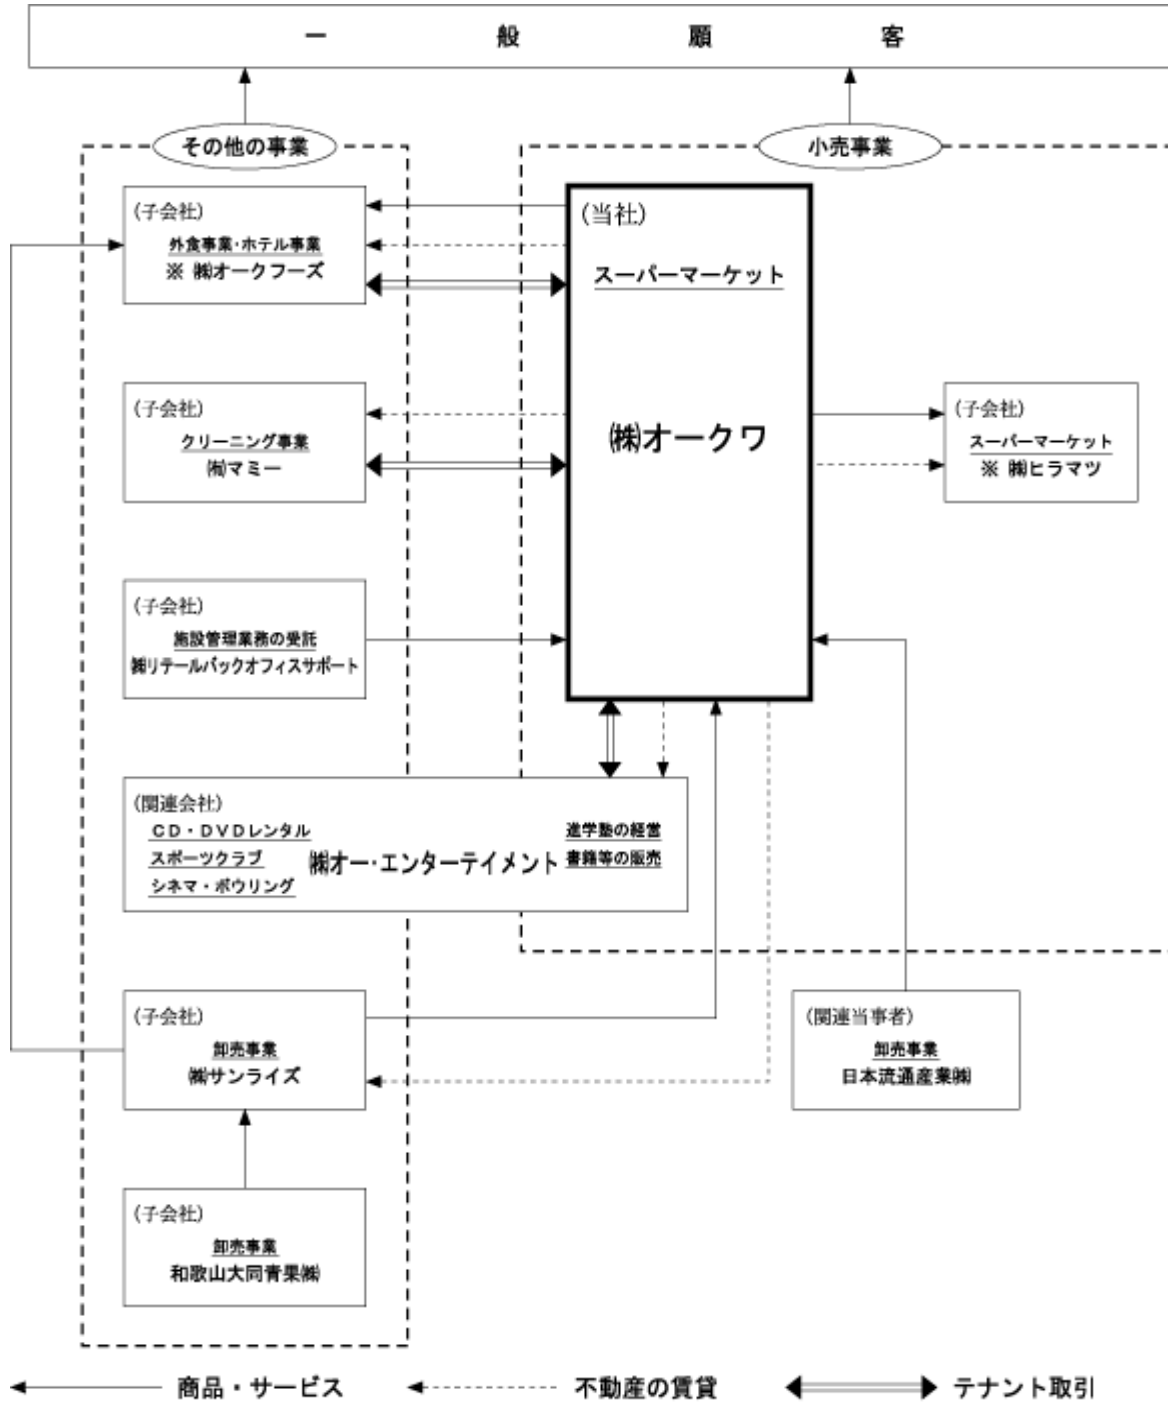 一般顧客
その他の事業
小売事業
(子会社)
外食事業・ホテル事業
※ ㈱オークフーズ
(当社)
スーパーマーケット
㈱オークワ
(子会社)
クリーニング事業
㈲マミー
(子会社)
スーパーマーケット
※ ㈱ヒラマツ
(子会社)
施設管理業務の受託
㈱リテールバックオフィスサポート
(関連会社)
CD・DVDレンタル
スポーツクラブ
シネマ・ボウリング
㈱オー・エンターテイメント
進学塾の経営
書籍等の販売
(子会社)
卸売事業
㈱サンライズ
(関連当事者)
卸売事業
日本流通産業㈱
(子会社)
卸売事業
和歌山大同青果㈱
商品・サービス
不動産の賃貸
テナント取引